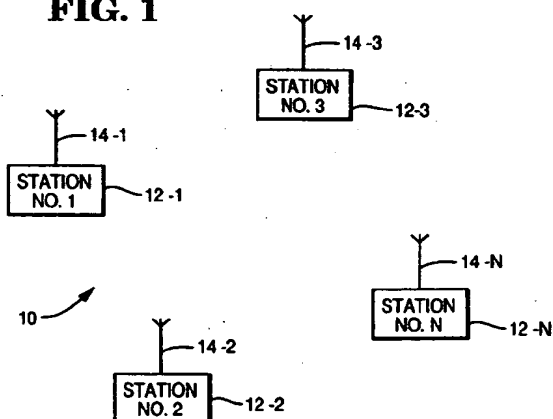 FIG. 1
14-3
STATION
NO. 3
12-3
14-1
STATION
NO. 1
12-1
14-N
STATION
NO. N
12-N
10
14-2
STATION
NO. 2
12-2